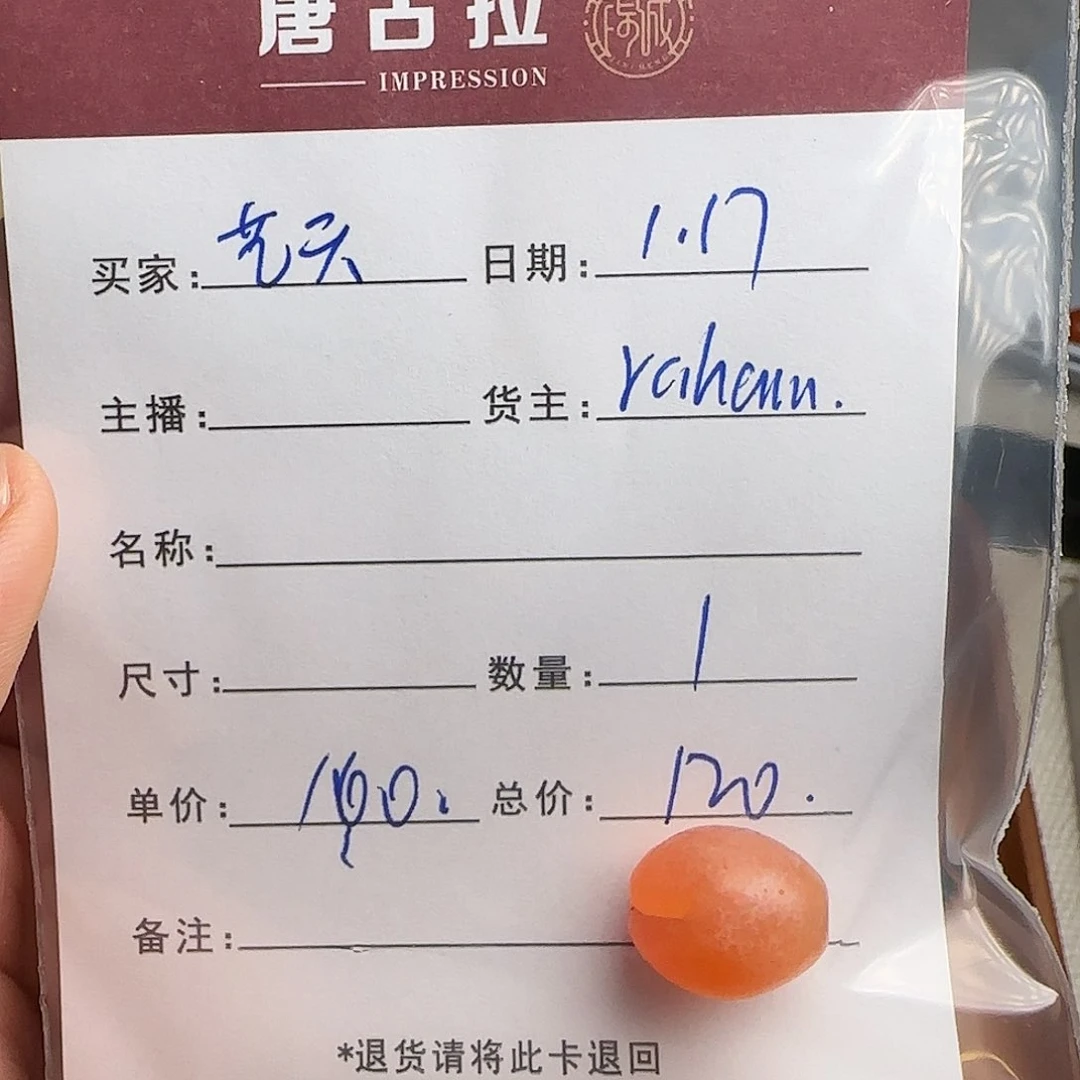 唐古拉
IMPRESSION
买家： 日期：1.17
主播： 货主：
名称：
尺寸： 数量：1
单价： 总价：120.
备注：
*退货请将此卡退回